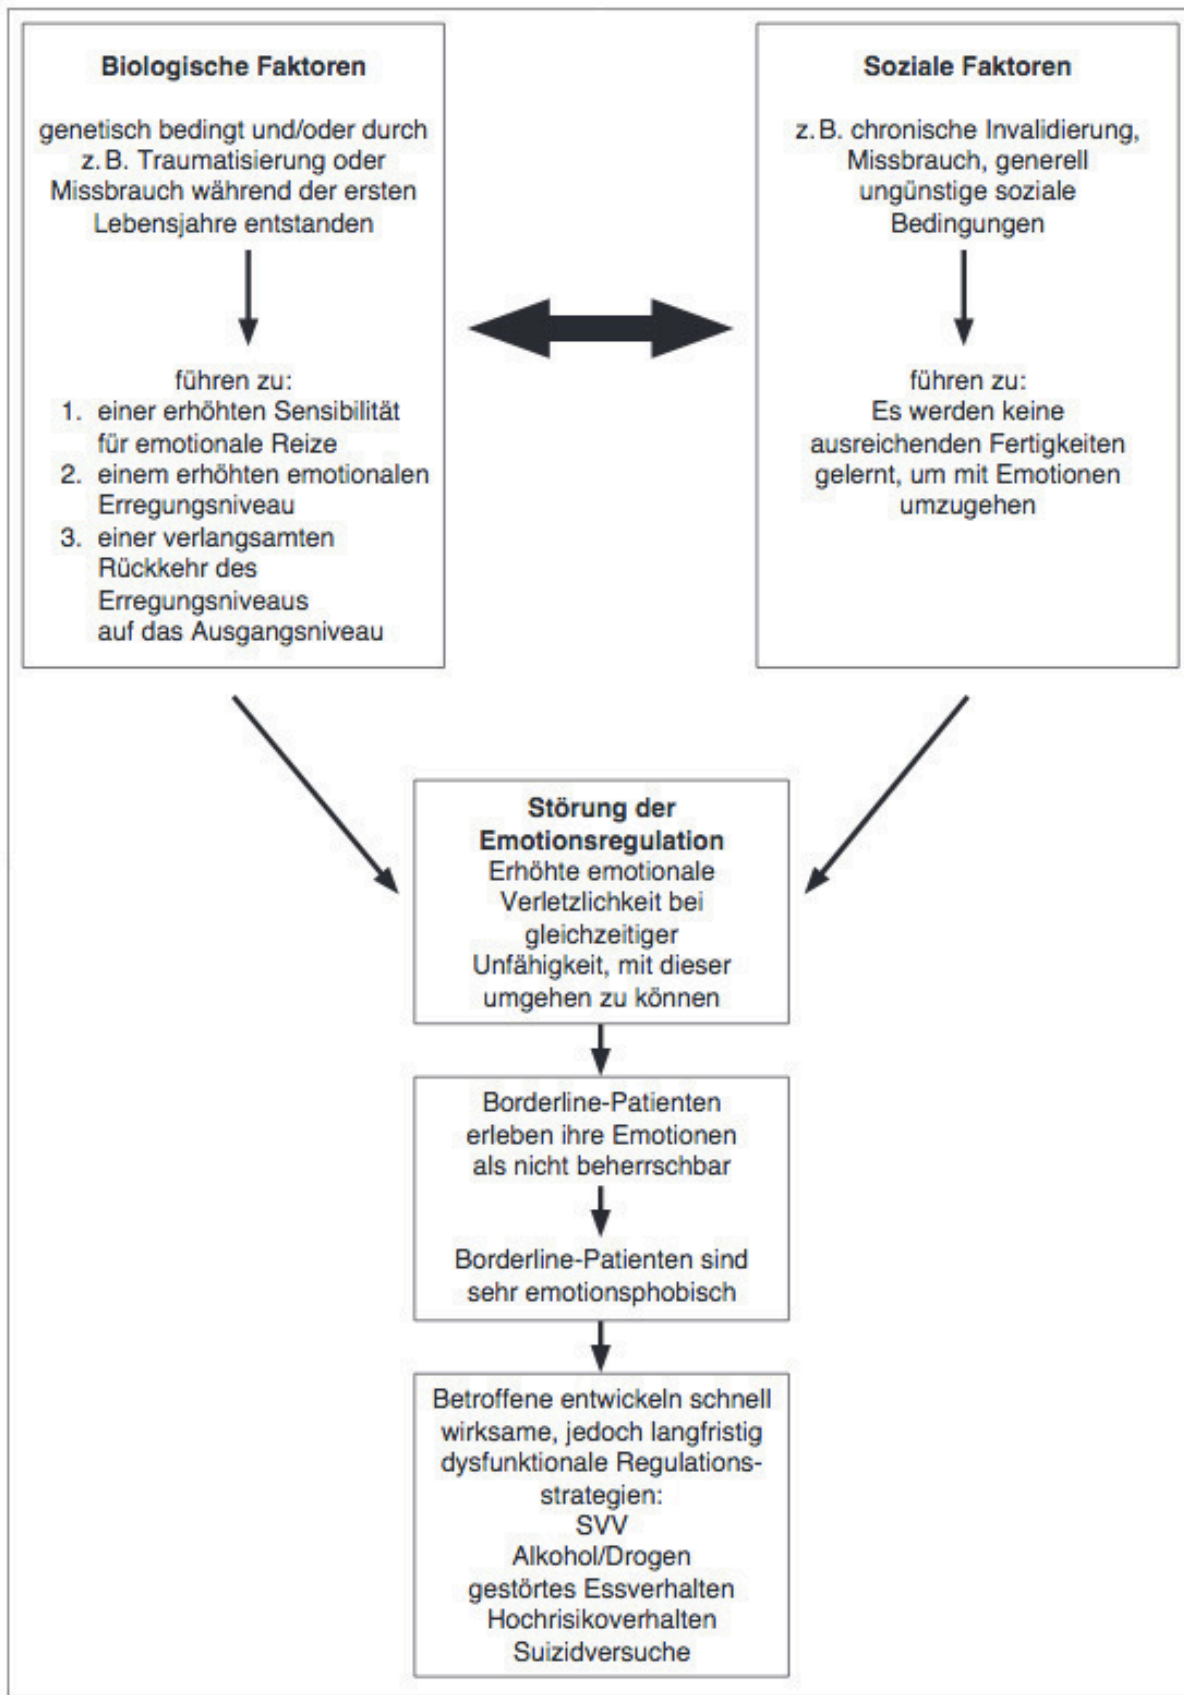 Biologische Faktoren
genetisch bedingt und/oder durch
z. B. Traumatisierung oder
Missbrauch während der ersten
Lebensjahre entstanden
führen zu:
1. einer erhöhten Sensibilität
für emotionale Reize
2. einem erhöhten emotionalen
Erregungsniveau
3. einer verlangsamten
Rückkehr des
Erregungsniveaus
auf das Ausgangsniveau
Soziale Faktoren
z. B. chronische Invalidierung,
Missbrauch, generell
ungünstige soziale
Bedingungen
führen zu:
Es werden keine
ausreichenden Fertigkeiten
gelernt, um mit Emotionen
umzugehen
Störung der
Emotionsregulation
Erhöhte emotionale
Verletzlichkeit bei
gleichzeitiger
Unfähigkeit, mit dieser
umgehen zu können
Borderline-Patienten
erleben ihre Emotionen
als nicht beherrschbar
Borderline-Patienten sind
sehr emotionsphobisch
Betroffene entwickeln schnell
wirksame, jedoch langfristig
dysfunktionale Regulations-
strategien:
SVV
Alkohol/Drogen
gestörtes Essverhalten
Hochrisikoverhalten
Suizidversuche